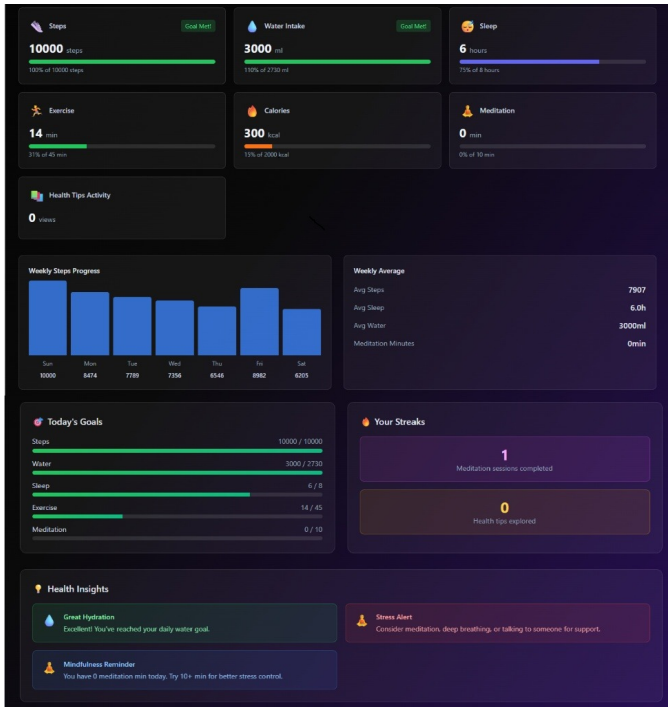 Steps
Goal Met!
10000 steps
100% of 10000 steps
Water Intake
Goal Met!
3000 ml
110% of 2730 ml
Sleep
6 hours
75% of 8 hours
Exercise
14 min
31% of 45 min
Calories
300 kcal
15% of 2000 kcal
Meditation
0 min
0% of 10 min
Health Tips Activity
0 views
Weekly Steps Progress
Sun Mon Tue Wed Thu Fri Sat
10000 8474 7789 7356 6546 8982 6205
Weekly Average
Avg Steps 7907
Avg Sleep 6.0h
Avg Water 3000ml
Meditation Minutes 0min
Today's Goals
Steps 10000 / 10000
Water 3000 / 2730
Sleep 6 / 8
Exercise 14 / 45
Meditation 0 / 10
Your Streaks
1
Meditation sessions completed
0
Health tips explored
Health Insights
Great Hydration
Excellent! You've reached your daily water goal.
Stress Alert
Consider meditation, deep breathing, or talking to someone for support.
Mindfulness Reminder
You have 0 meditation min today. Try 10+ min for better stress control.